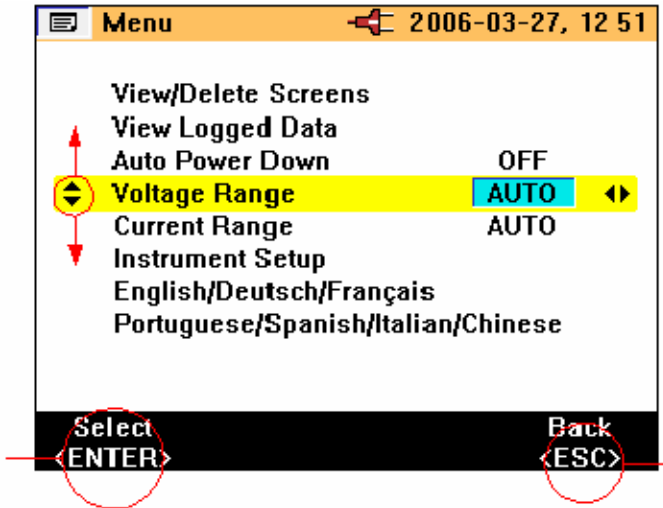 Menu 2006-03-27, 12 51
View/Delete Screens
View Logged Data
Auto Power Down OFF
Voltage Range AUTO
Current Range AUTO
Instrument Setup
English/Deutsch/Français
Portuguese/Spanish/Italian/Chinese
Select Back
<ENTER> <ESC>